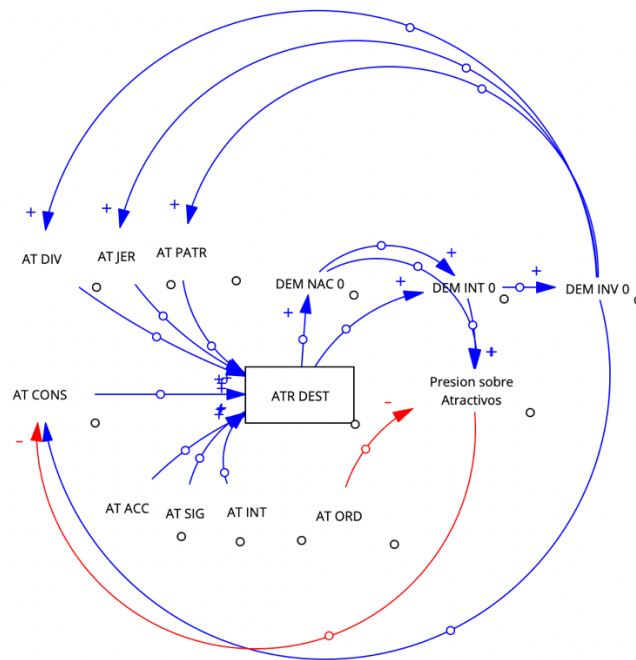 +
+
+
AT DIV
AT JER
AT PATR
+
+
DEM NAC 0
+
DEM INT 0
+
DEM INV 0
+
+
Presion sobre
Atractivos
AT CONS
+
ATR DEST
-
-
+
AT ACC
AT SIG
AT INT
AT ORD